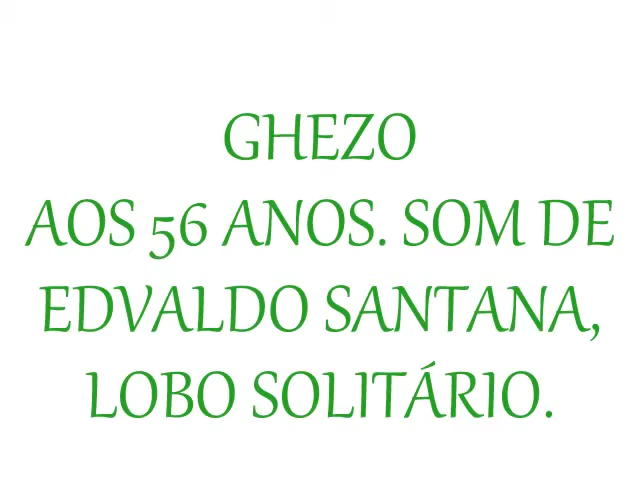 GHEZO
AOS 56 ANOS. SOM DE
EDVALDO SANTANA,
LOBO SOLITÁRIO.